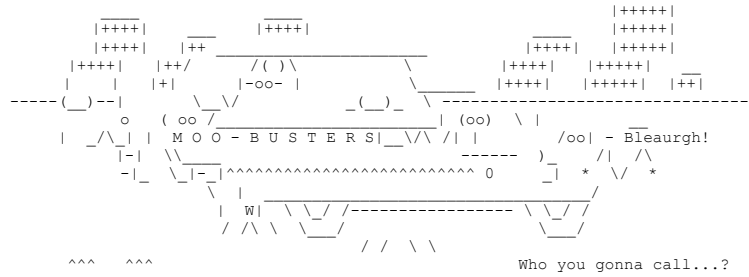 M O O - B U S T E R S
- Bleaurgh!
Who you gonna call...?